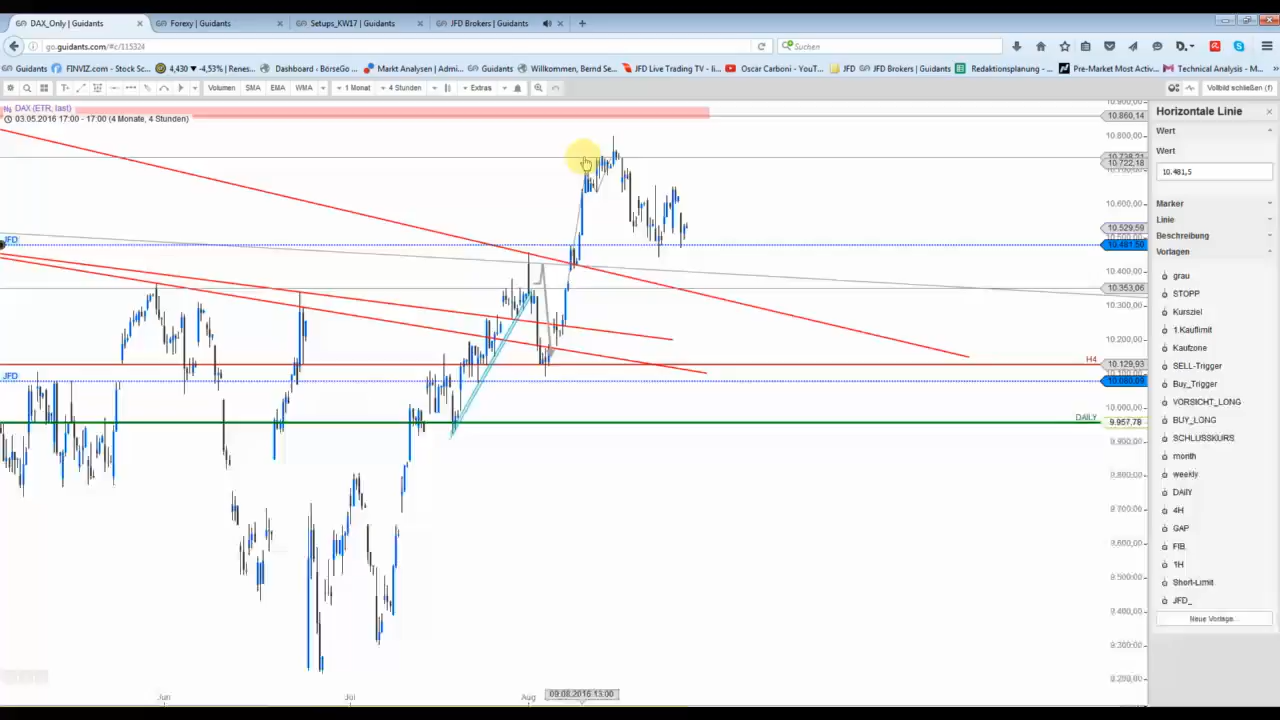 DAX_Only | Guidants
Forexy | Guidants
Setups_KW17 | Guidants
JFD Brokers | Guidants
go.guidants.com/#c/115324
Suchen
Guidants
FINVIZ.com - Stock Sc...
4,430 ▼ -4,53% | Renes...
Dashboard - BörseGo ...
Markt Analysen | Admi...
Guidants
Willkommen, Bernd Se...
JFD Live Trading TV - li...
Oscar Carboni - YouT...
JFD
JFD Brokers | Guidants
Redaktionsplanung - ...
Pre-Market Most Activ...
Technical Analysis - M...
Volumen
SMA
EMA
WMA
1 Monat
4 Stunden
Extras
Vollbild schließen (f)
DAX (ETR, last)
03.05.2016 17:00 - 17:00 (4 Monate, 4 Stunden)
JFD
JFD
H4
DAILY
10.860,14
10.800,00
10.722,18
10.600,00
10.529,59
10.481,50
10.400,00
10.353,06
10.300,00
10.200,00
10.129,93
10.000,00
9.957,78
9.900,00
9.800,00
9.700,00
9.600,00
9.500,00
9.400,00
9.300,00
9.200,00
Jun
Jul
Aug
09.08.2016 13:00
Horizontale Linie
Wert
Wert
10.481,5
Marker
Linie
Beschreibung
Vorlagen
grau
STOPP
Kursziel
1.Kauflimit
Kaufzone
SELL-Trigger
Buy_Trigger
VORSICHT_LONG
BUY_LONG
SCHLUSSKURS
month
weekly
DAILY
4H
GAP
FIB
1H
Short-Limit
JFD_
Neue Vorlage.